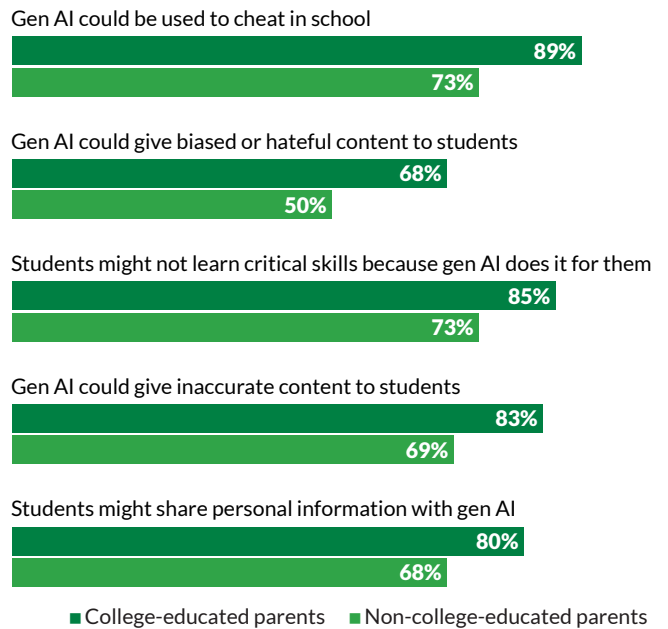 Gen AI could be used to cheat in school
89%
73%
Gen AI could give biased or hateful content to students
68%
50%
Students might not learn critical skills because gen AI does it for them
85%
73%
Gen AI could give inaccurate content to students
83%
69%
Students might share personal information with gen AI
80%
68%
College-educated parents Non-college-educated parents